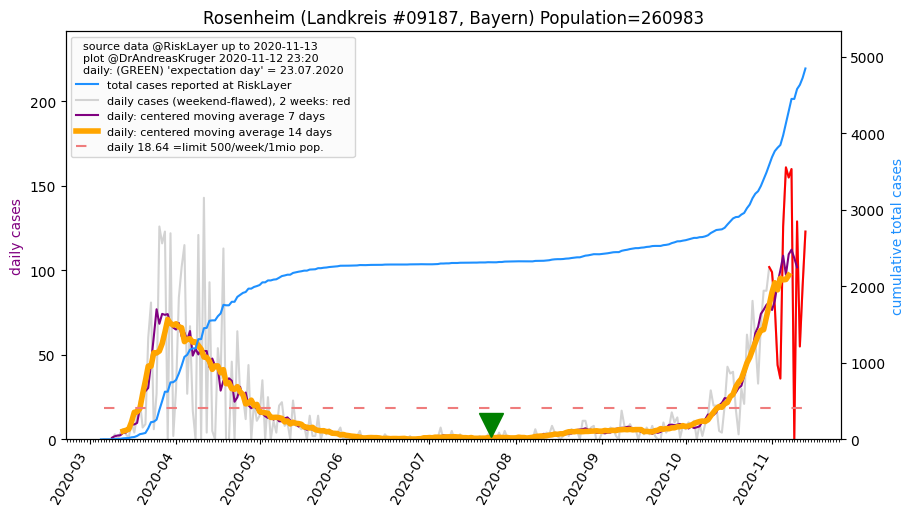 Rosenheim (Landkreis #09187, Bayern) Population=260983
source data @RiskLayer up to 2020-11-13
plot @DrAndreasKruger 2020-11-12 23:20
daily: (GREEN) 'expectation day' = 23.07.2020
total cases reported at RiskLayer
daily cases (weekend-flawed), 2 weeks: red
daily: centered moving average 7 days
daily: centered moving average 14 days
daily 18.64 =limit 500/week/1mio pop.
daily cases
200
150
100
50
0
cumulative total cases
5000
4000
3000
2000
1000
0
2020-03
2020-04
2020-05
2020-06
2020-07
2020-08
2020-09
2020-10
2020-11